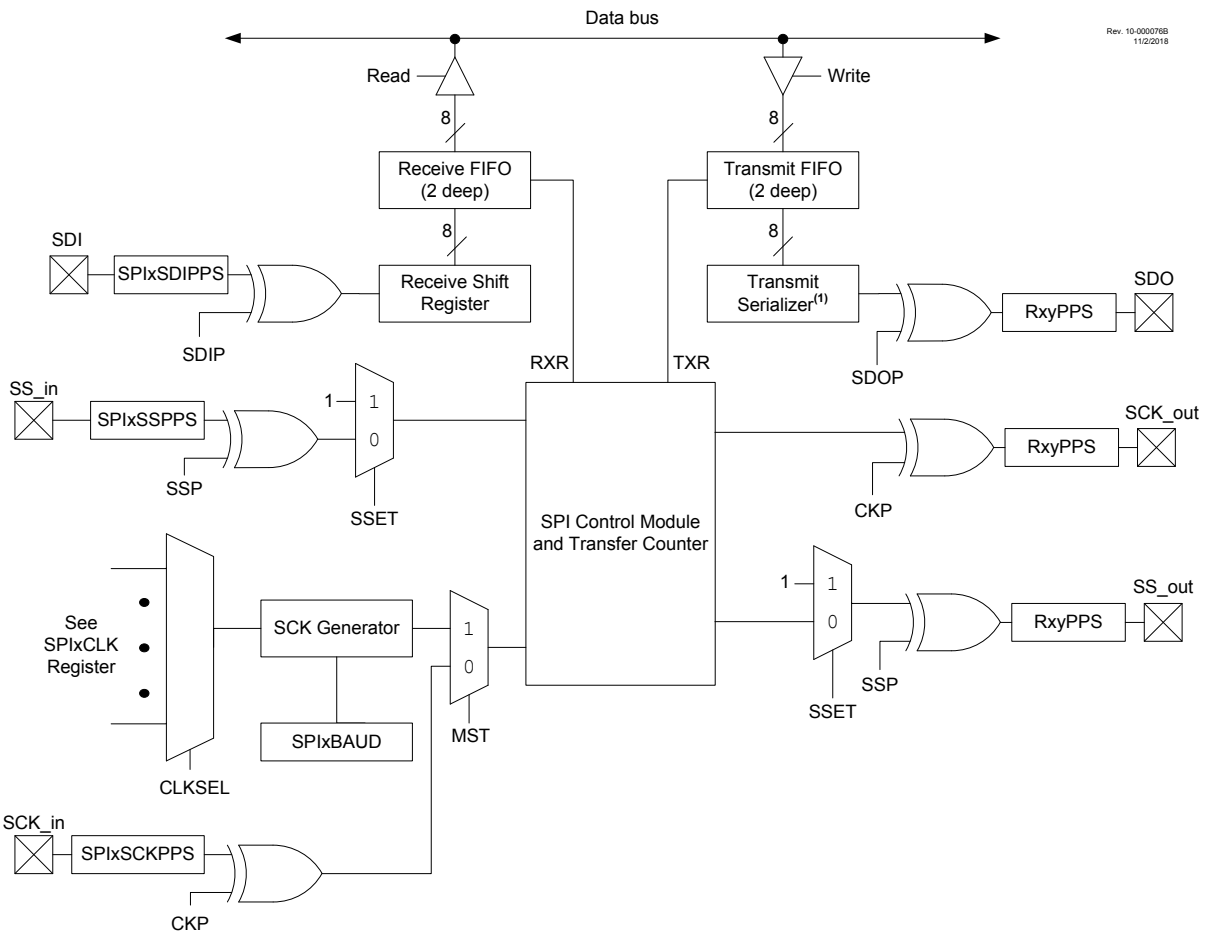 Data bus
Rev. 10-000076B
11/2/2018
Read
Write
8
8
Receive FIFO
(2 deep)
Transmit FIFO
(2 deep)
8
8
SDI
SPIxSDIPPS
Receive Shift
Register
Transmit
Serializer(1)
SDO
RxyPPS
SDIP
SDOP
RXR
TXR
SS_in
SPIxSSPPS
1
1
0
SSP
SSET
SCK_out
RxyPPS
CKP
SPI Control Module
and Transfer Counter
See
SPIxCLK
Register
SCK Generator
1
0
SPIxBAUD
MST
CLKSEL
1
1
0
SS_out
RxyPPS
SSP
SSET
SCK_in
SPIxSCKPPS
CKP